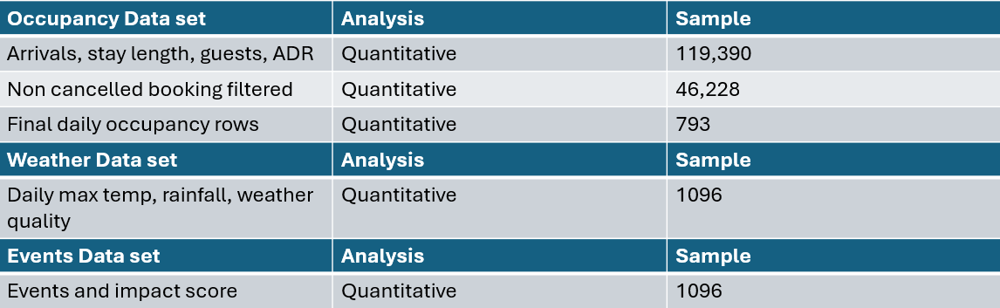 Occupancy Data set Analysis Sample
Arrivals, stay length, guests, ADR Quantitative 119,390
Non cancelled booking filtered Quantitative 46,228
Final daily occupancy rows Quantitative 793
Weather Data set Analysis Sample
Daily max temp, rainfall, weather Quantitative 1096
quality
Events Data set Analysis Sample
Events and impact score Quantitative 1096